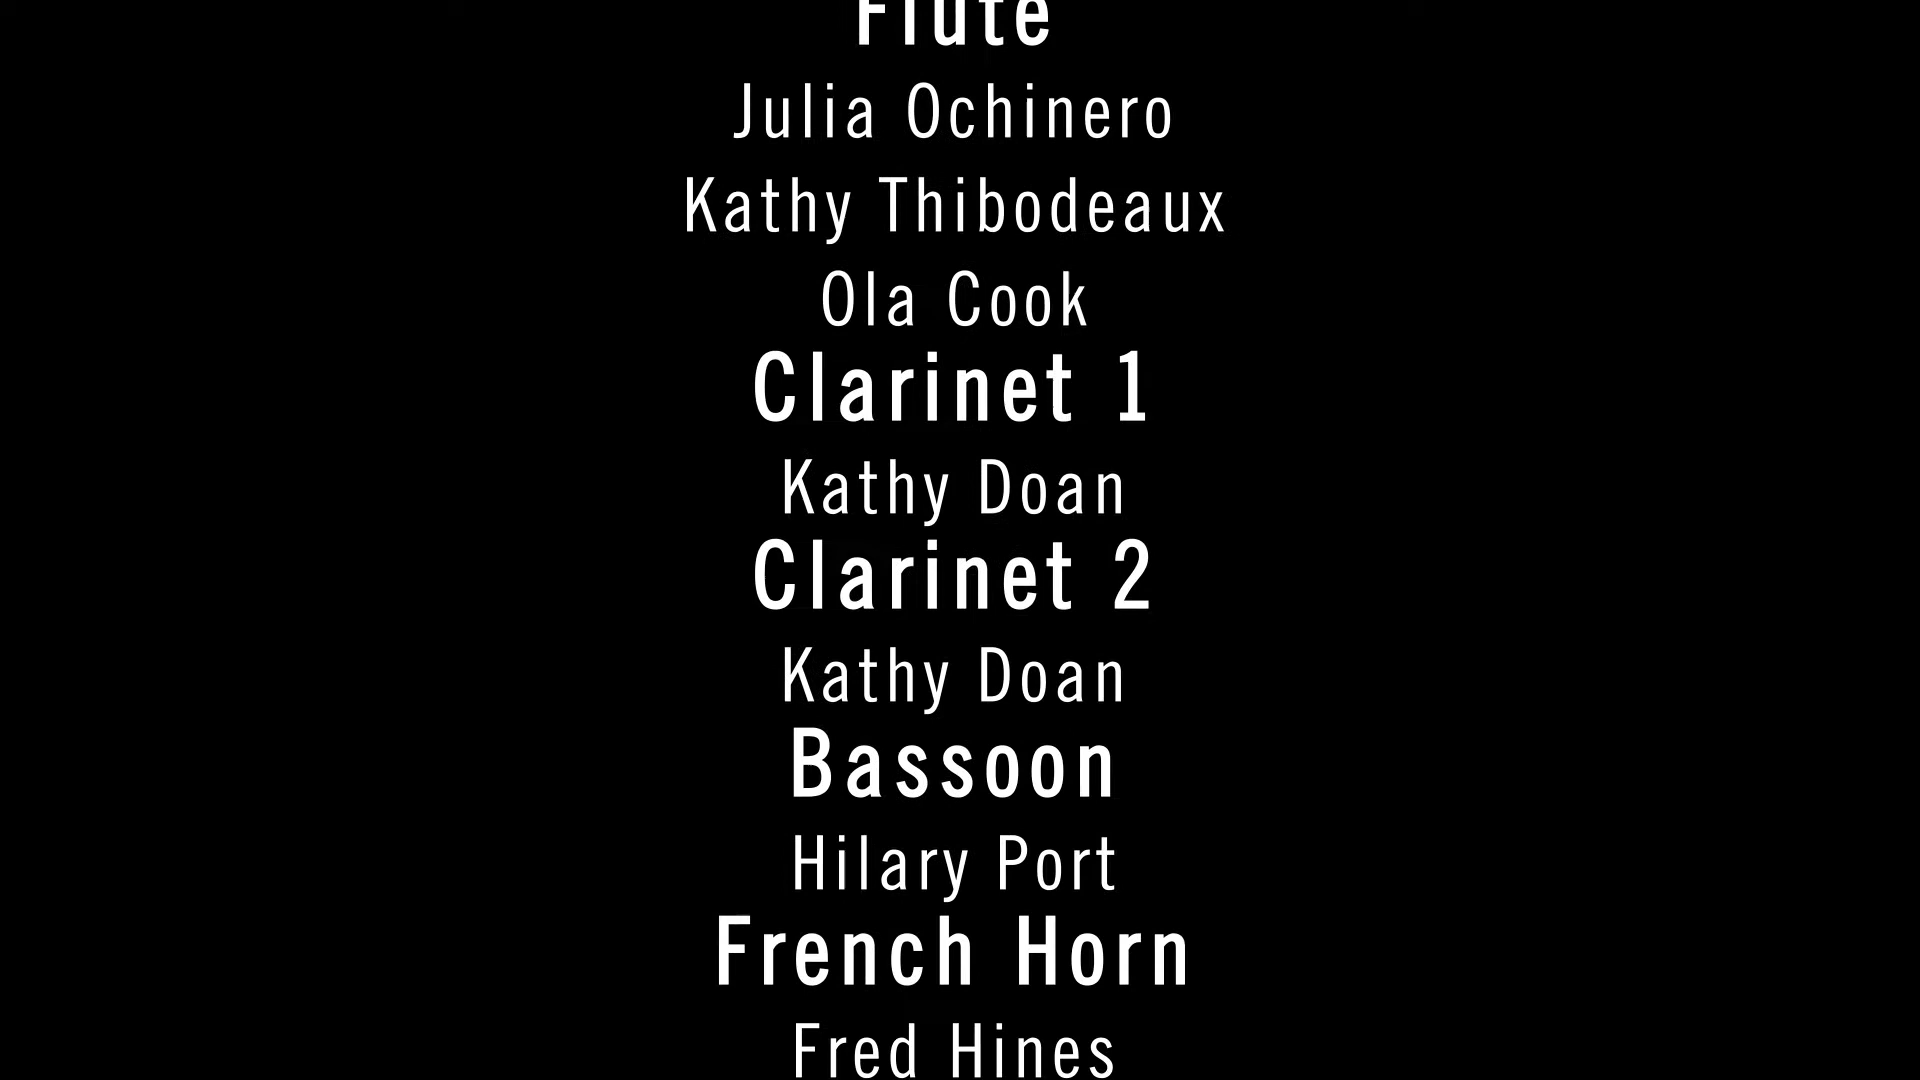 Flute
Julia Ochinero
Kathy Thibodeaux
Ola Cook
Clarinet 1
Kathy Doan
Clarinet 2
Kathy Doan
Bassoon
Hilary Port
French Horn
Fred Hines